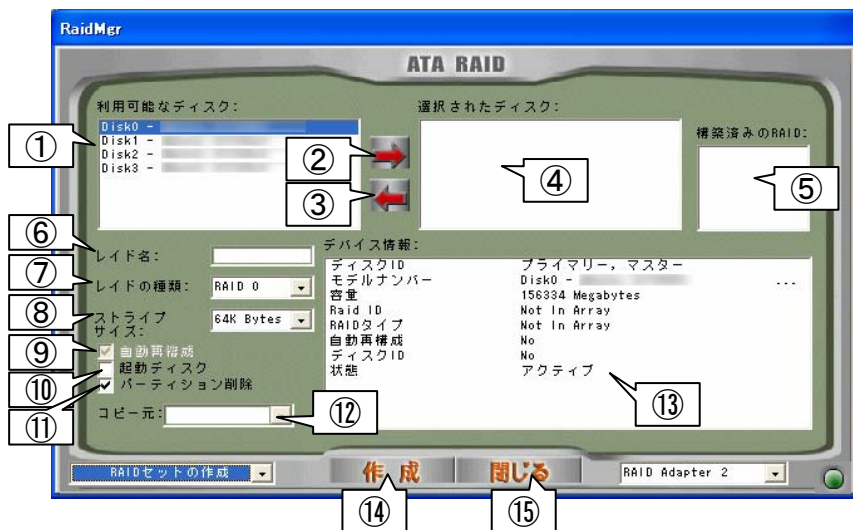 RaidMgr
ATA RAID
利用可能なディスク:
Disk0 -
Disk1 -
Disk2 -
Disk3 -
選択されたディスク:
構築済みのRAID:
①
②
③
④
⑤
⑥
レイド名:
⑦
レイドの種類: RAID 0
⑧
ストライプ
サイズ:
64K Bytes
⑨
自動再構成
⑩
起動ディスク
⑪
パーティション削除
コピー元:
⑫
デバイス情報:
ディスクID プライマリー, マスター
モデルナンバー Disk0 - ...
容量 156334 Megabytes
Raid ID Not In Array
RAIDタイプ Not In Array
自動再構成 No
ディスクID No
状態 アクティブ
⑬
RAIDセットの作成
作成
閉じる
RAID Adapter 2
⑭
⑮